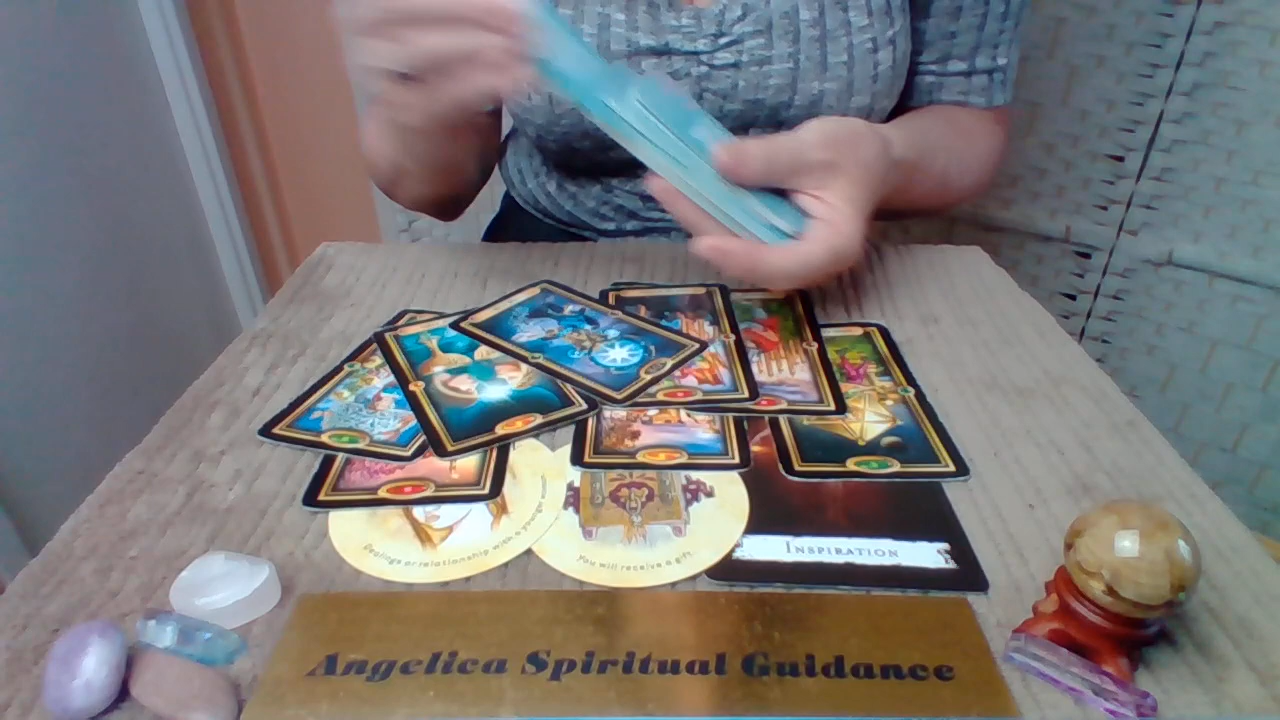 Dealings or relationship with a younger
You will receive a gift.
INSPIRATION
Angelica Spiritual Guidance